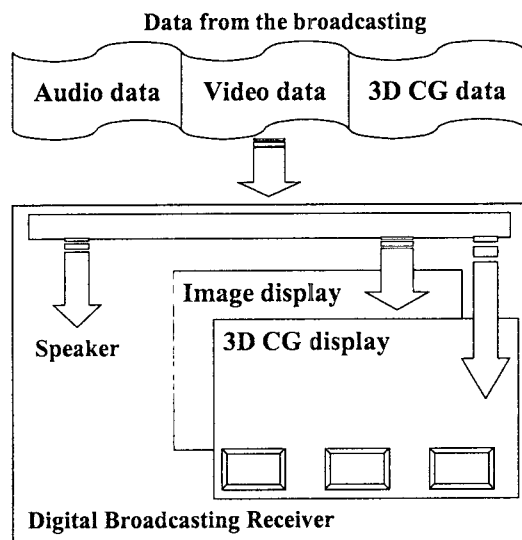 Data from the broadcasting
Audio data Video data 3D CG data
Image display
3D CG display
Speaker
Digital Broadcasting Receiver